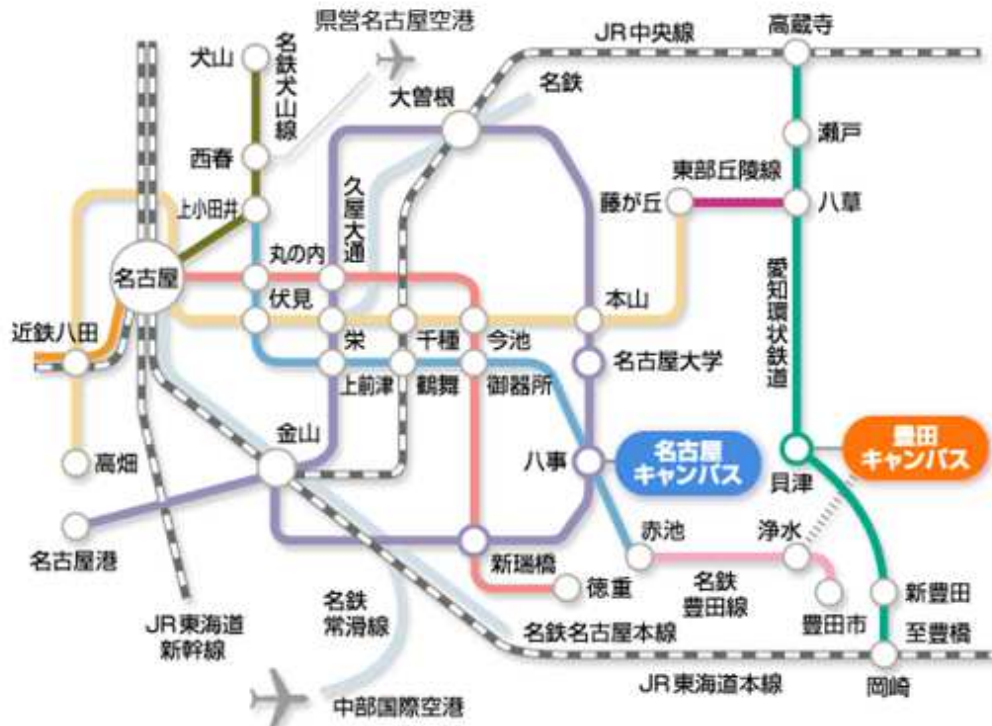 県営名古屋空港
犬山
名鉄犬山線
JR中央線
高蔵寺
大曽根
名鉄
西春
瀬戸
久屋大通
東部丘陵線
上小田井
藤が丘
八草
丸の内
名古屋
伏見
本山
愛知環状鉄道
近鉄八田
栄
千種
今池
名古屋大学
上前津
鶴舞
御器所
金山
豊田
キャンパス
名古屋
キャンパス
高畑
八事
貝津
赤池
浄水
名古屋港
新瑞橋
名鉄
豊田線
新豊田
徳重
名鉄
常滑線
豊田市
JR東海道
新幹線
名鉄名古屋本線
至豊橋
JR東海道本線
岡崎
中部国際空港